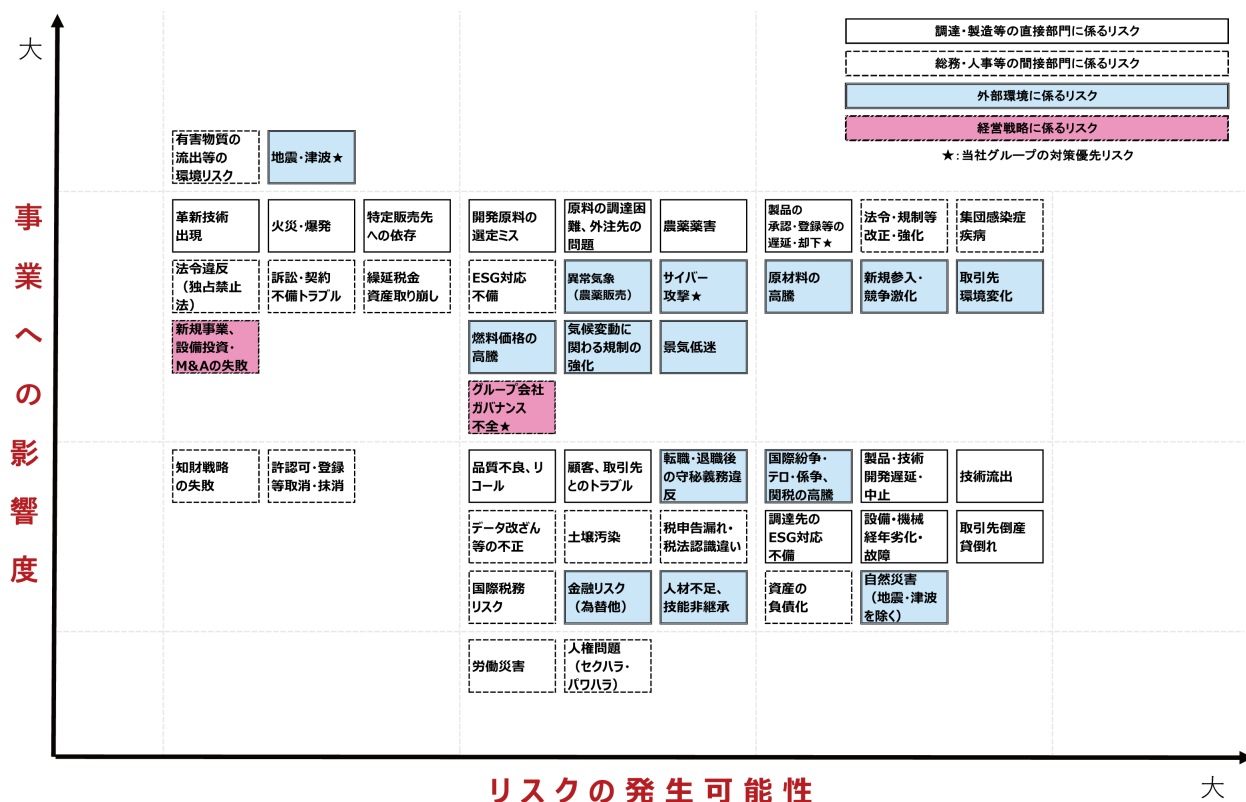 大
調達・製造等の直接部門に係るリスク
総務・人事等の間接部門に係るリスク
外部環境に係るリスク
経営戦略に係るリスク
★:当社グループの対策優先リスク
有害物質の
流出等の
環境リスク
地震・津波★
革新技術
出現
火災・爆発
特定販売先
への依存
開発原料の
選定ミス
原料の調達困
難、外注先の
問題
農薬薬害
製品の
承認・登録等の
遅延・却下★
法令・規制等
改正・強化
集団感染症
疾病
法令違反
（独占禁止
法）
訴訟・契約
不備トラブル
繰延税金
資産取り崩し
ESG対応
不備
異常気象
（農薬販売）
サイバー
攻撃★
原材料の
高騰
新規参入・
競争激化
取引先
環境変化
新規事業、
設備投資・
M&Aの失敗
燃料価格の
高騰
気候変動に
関わる規制の
強化
景気低迷
グループ会社
ガバナンス
不全★
知財戦略
の失敗
許認可・登録
等取消・抹消
品質不良、リ
コール
顧客、取引先
とのトラブル
転職・退職後
の守秘義務違
反
国際紛争・
テロ・係争、
関税の高騰
製品・技術
開発遅延・
中止
技術流出
データ改ざん
等の不正
土壌汚染
税申告漏れ・
税法認識違い
調達先の
ESG対応
不備
設備・機械
経年劣化・
故障
取引先倒産
貸倒れ
国際税務
リスク
金融リスク
（為替他）
人材不足、
技能非継承
資産の
負債化
自然災害
（地震・津波
を除く）
労働災害
人権問題
（セクハラ・
パワハラ）
事業への影響度
リスクの発生可能性
大